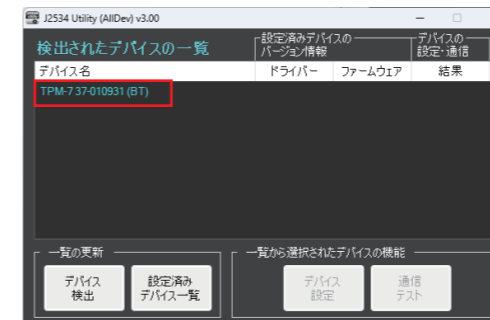 J2534 Utility (AllDev) v3.00
検出されたデバイスの一覧
設定済みデバイスの
バージョン情報
デバイスの
設定・通信
デバイス名
ドライバー
ファームウェア
結果
TPM-7 37-010931 (BT)
一覧の更新
一覧から選択されたデバイスの機能
デバイス
検出
設定済み
デバイス一覧
デバイス
設定
通信
テスト